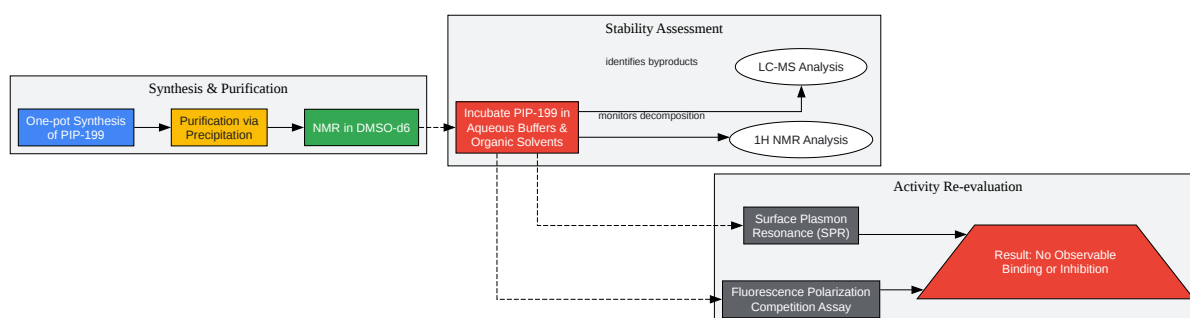 Synthesis & Purification
One-pot Synthesis
of PIP-199
Purification via
Precipitation
NMR in DMSO-d6
Stability Assessment
Incubate PIP-199 in
Aqueous Buffers &
Organic Solvents
identifies byproducts
LC-MS Analysis
monitors decomposition
1H NMR Analysis
Activity Re-evaluation
Surface Plasmon
Resonance (SPR)
Fluorescence Polarization
Competition Assay
Result: No Observable
Binding or Inhibition